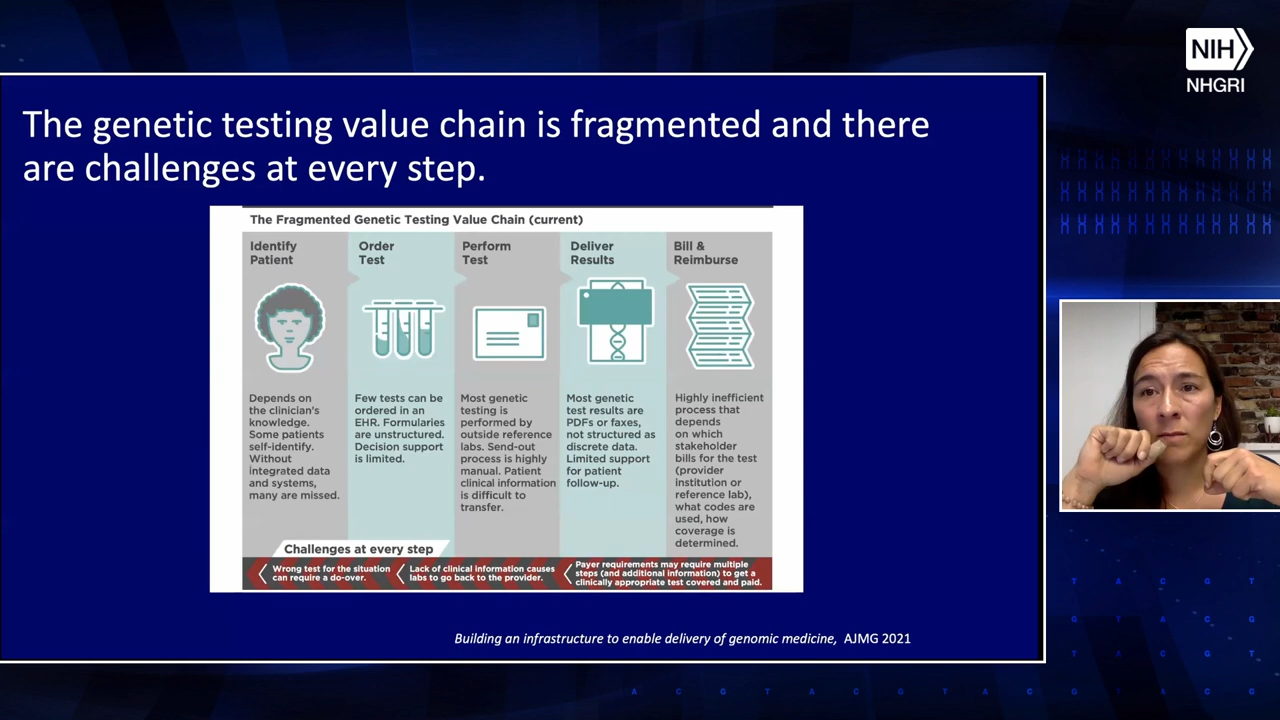 NIH
NHGRI
The genetic testing value chain is fragmented and there
are challenges at every step.
The Fragmented Genetic Testing Value Chain (current)
Identify
Patient
Depends on
the clinician's
knowledge.
Some patients
self-identify.
Without
integrated data
and systems,
many are missed.
Order
Test
Few tests can be
ordered in an
EHR. Formularies
are unstructured.
Decision support
is limited.
Perform
Test
Most genetic
testing is
performed by
outside reference
labs. Send-out
process is highly
manual. Patient
clinical information
is difficult to
transfer.
Deliver
Results
Most genetic
test results are
PDFs or faxes,
not structured as
discrete data.
Limited support
for patient
follow-up.
Bill &
Reimburse
Highly inefficient
process that
depends
on which
stakeholder
bills for the test
(provider
institution or
reference lab),
what codes are
used, how
coverage is
determined.
Challenges at every step
Wrong test for the situation
can require a do-over.
Lack of clinical information causes
labs to go back to the provider.
Payer requirements may require multiple
steps (and additional information) to get a
clinically appropriate test covered and paid.
Building an infrastructure to enable delivery of genomic medicine, AJMG 2021
T A C G T
G T A C G
T A C G T
A C G T A C G T A C G T A C G T